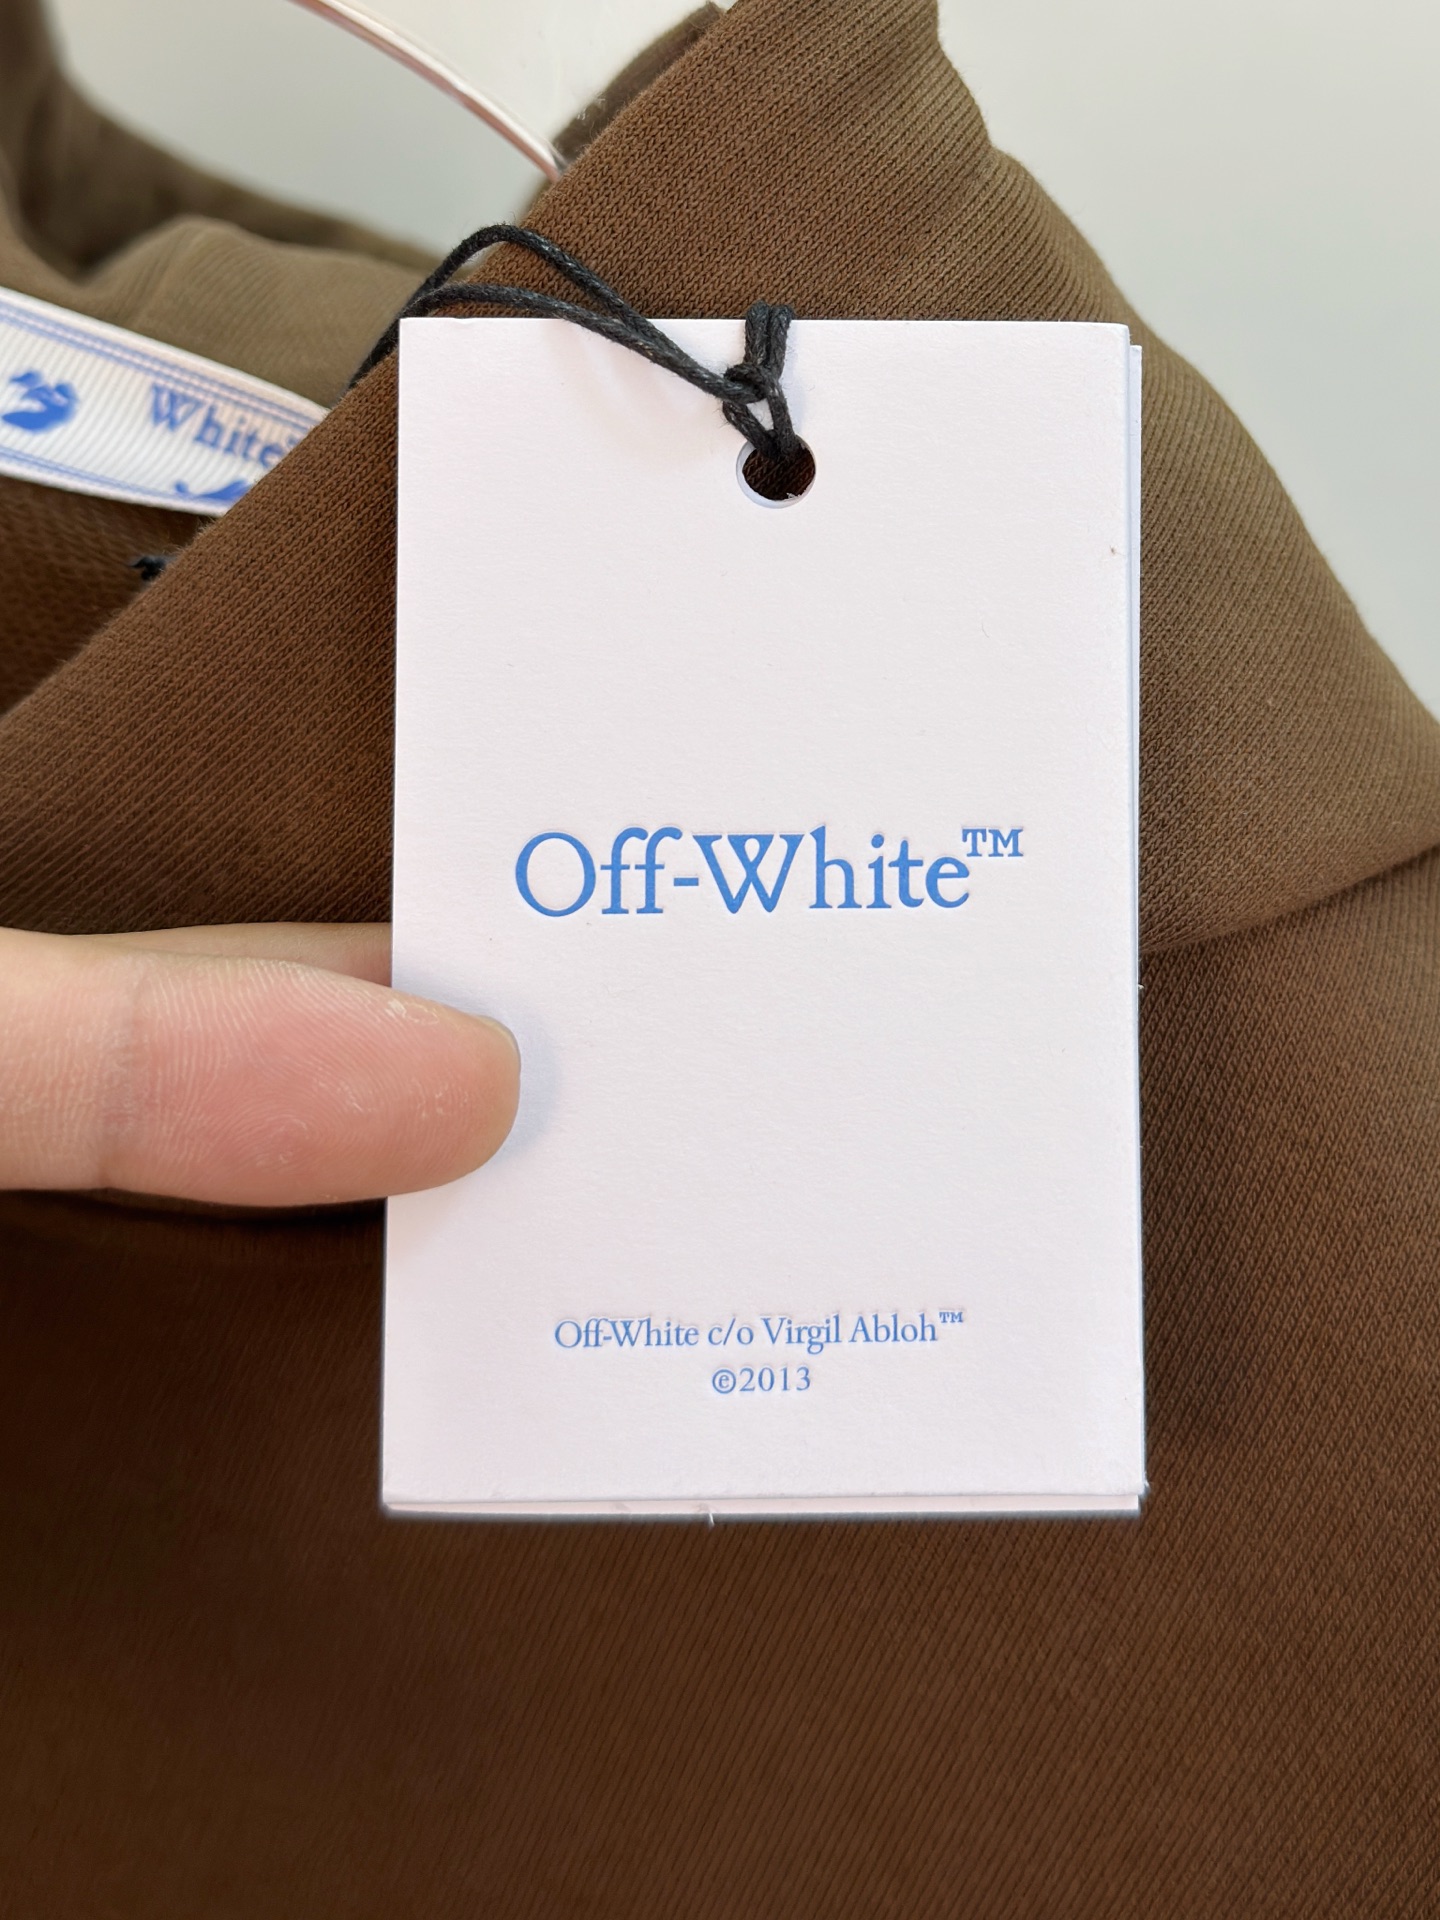 White
Off-White™
Off-White c/o Virgil Abloh™
©2013